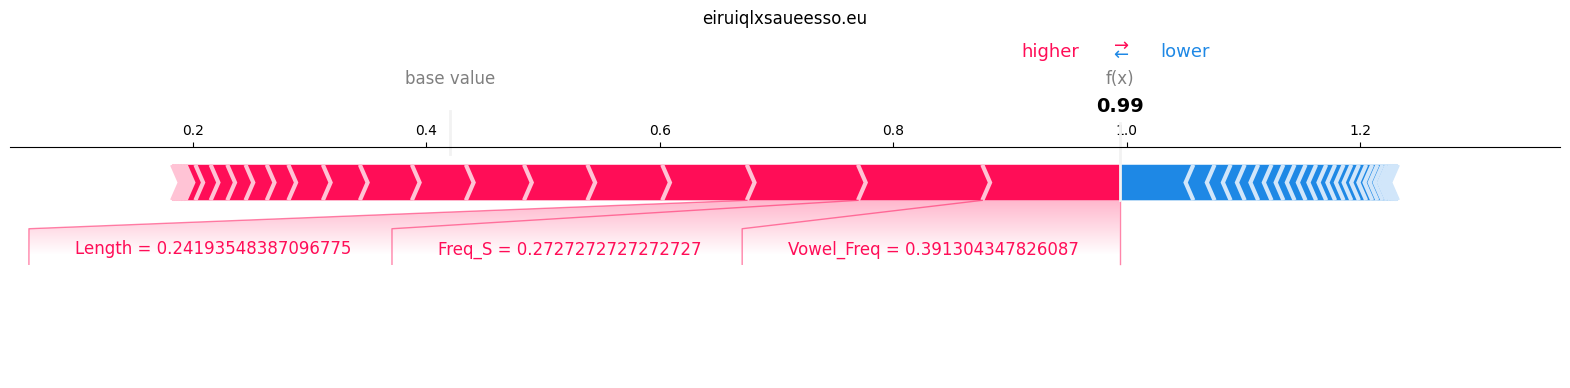 eiruiqlxsaueesso.eu
higher ⇄ lower
base value f(x)
0.99
0.2 0.4 0.6 0.8 1.0 1.2
Length = 0.24193548387096775 Freq_S = 0.2727272727272727 Vowel_Freq = 0.391304347826087